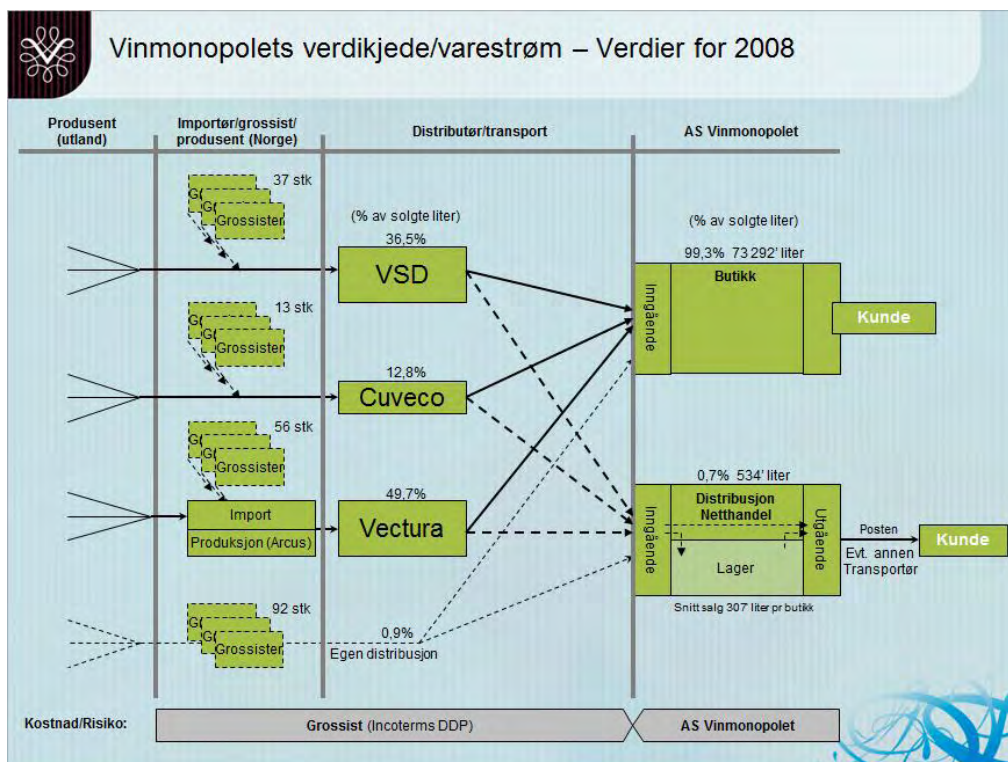 Vinmonopolets verdikjede/varestrøm – Verdier for 2008
Produsent
(utland)
Importør/grossist/
produsent (Norge)
Distributør/transport
AS Vinmonopolet
37 stk
Grossister
(% av solgte liter)
36,5%
VSD
(% av solgte liter)
99,3% 73 292' liter
Inngående
Butikk
Kunde
13 stk
Grossister
12,8%
Cuveco
56 stk
Grossister
Import
Produksjon (Arcus)
49,7%
Vectura
0,7% 534' liter
Inngående
Distribusjon
Netthandel
Lager
Utgående
Posten
Evt. annen
Transportør
Kunde
Snitt salg 307' liter pr butikk
92 stk
Grossister
0,9%
Egen distribusjon
Kostnad/Risiko:
Grossist (Incoterms DDP)
AS Vinmonopolet